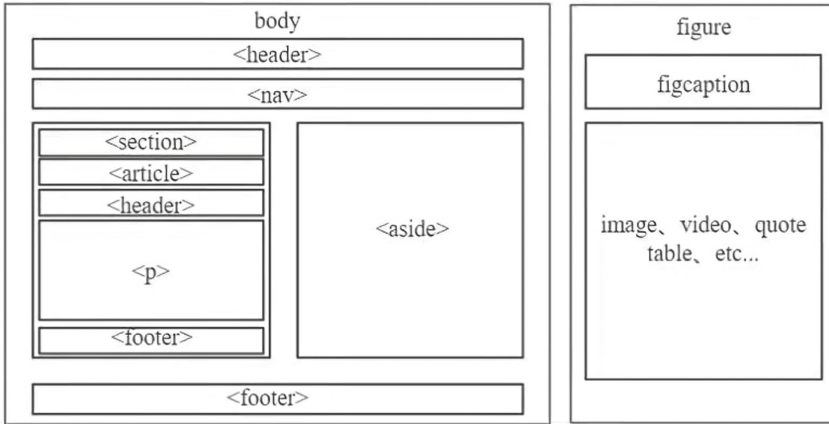 body
<header>
<nav>
<section>
<article>
<header>
<p>
<footer>
<aside>
<footer>
figure
figcaption
image、video、quote
table、etc...